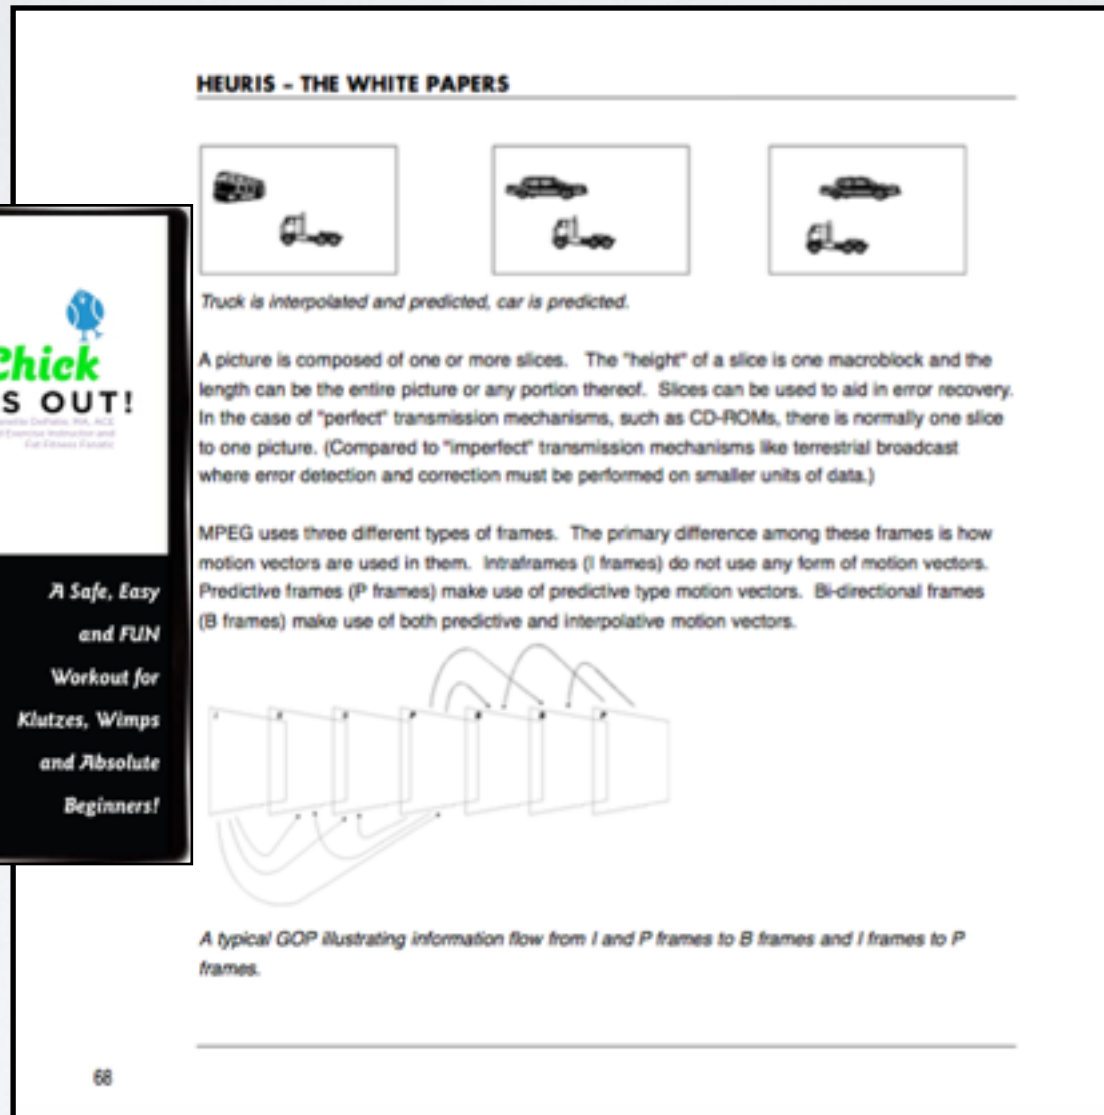 HEURIS – THE WHITE PAPERS
Truck is interpolated and predicted, car is predicted.
A picture is composed of one or more slices. The "height" of a slice is one macroblock and the
length can be the entire picture or any portion thereof. Slices can be used to aid in error recovery.
In the case of "perfect" transmission mechanisms, such as CD-ROMs, there is normally one slice
to one picture. (Compared to "imperfect" transmission mechanisms like terrestrial broadcast
where error detection and correction must be performed on smaller units of data.)
MPEG uses three different types of frames. The primary difference among these frames is how
motion vectors are used in them. Intraframes (I frames) do not use any form of motion vectors.
Predictive frames (P frames) make use of predictive type motion vectors. Bi-directional frames
(B frames) make use of both predictive and interpolative motion vectors.
A typical GOP illustrating information flow from I and P frames to B frames and I frames to P
frames.
68
Chick
S OUT!
Exercise Instructor and
Fat Fitness Fanatic
A Safe, Easy
and FUN
Workout for
Klutzes, Wimps
and Absolute
Beginners!